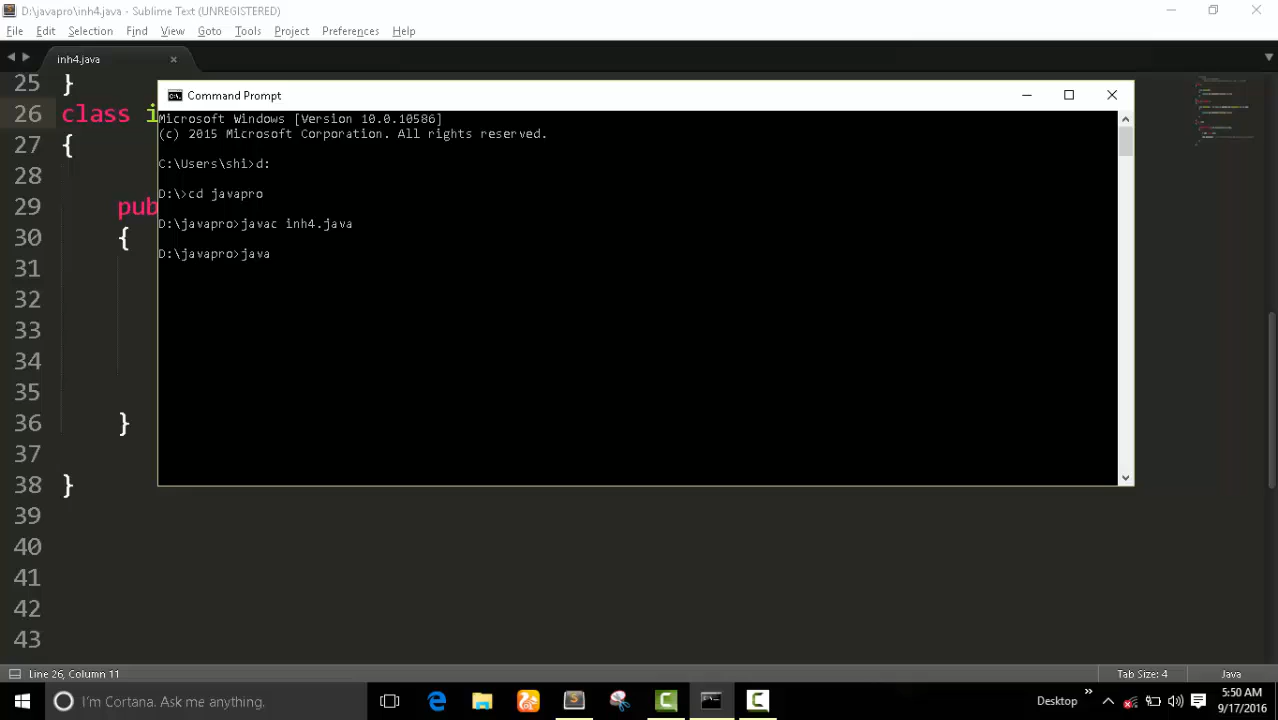 D:\javapro\inh4.java - Sublime Text (UNREGISTERED)
File Edit Selection Find View Goto Tools Project Preferences Help
inh4.java
25 }
26 class i
27 {
28
29 pub
30 {
31
32
33
34
35
36 }
37
38 }
39
40
41
42
43
Command Prompt
Microsoft Windows [Version 10.0.10586]
(c) 2015 Microsoft Corporation. All rights reserved.
C:\Users\shi>d:
D:\>cd javapro
D:\javapro>javac inh4.java
D:\javapro>java
Line 26, Column 11
Tab Size: 4
Java
I'm Cortana. Ask me anything.
Desktop
5:50 AM
9/17/2016